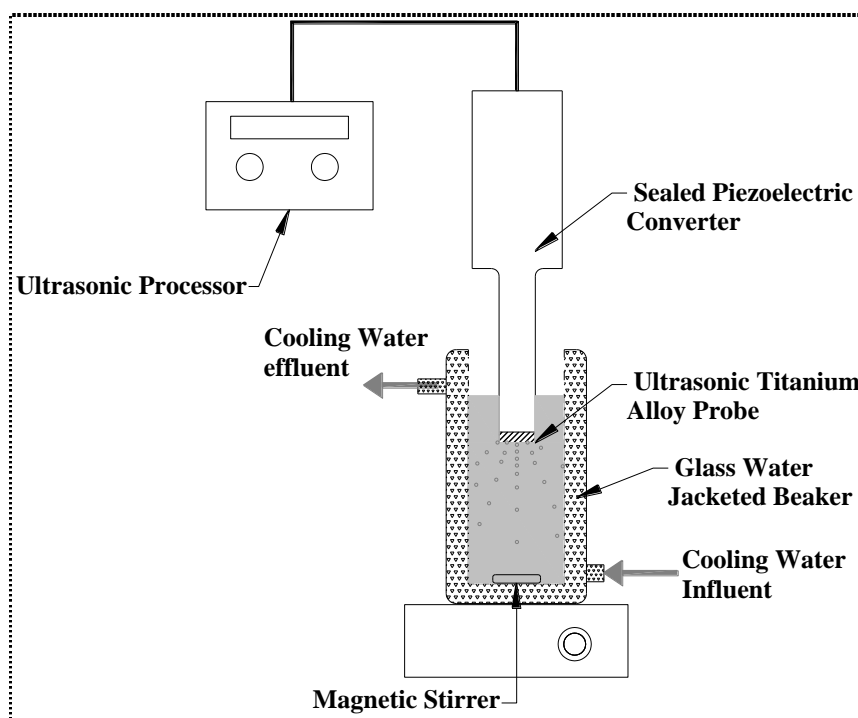 Sealed Piezoelectric
Converter
Ultrasonic Processor
Cooling Water
effluent
Ultrasonic Titanium
Alloy Probe
Glass Water
Jacketed Beaker
Cooling Water
Influent
Magnetic Stirrer